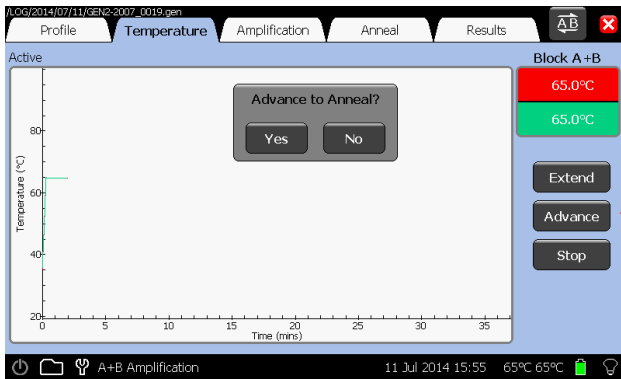 /LOG/2014/07/11/GEN2-2007_0019.gen
Profile Temperature Amplification Anneal Results AB
Active
Block A+B
65.0°C
65.0°C
Advance to Anneal?
Yes No
Extend
Advance
Stop
Temperature (°C)
80
60
40
20
0 5 10 15 20 25 30 35
Time (mins)
A+B Amplification 11 Jul 2014 15:55 65°C 65°C